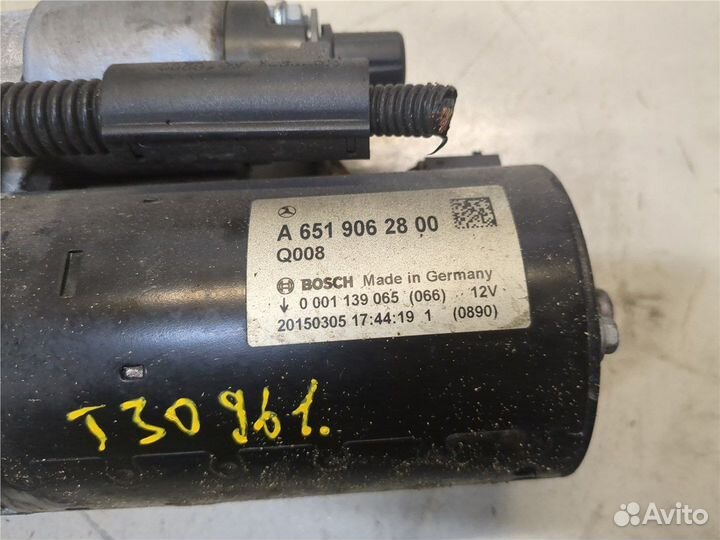 A 651 906 28 00
Q008
BOSCH Made in Germany
0 001 139 065 (066) 12V
20150305 17:44:19 1 (0890)
T30961.
Avito